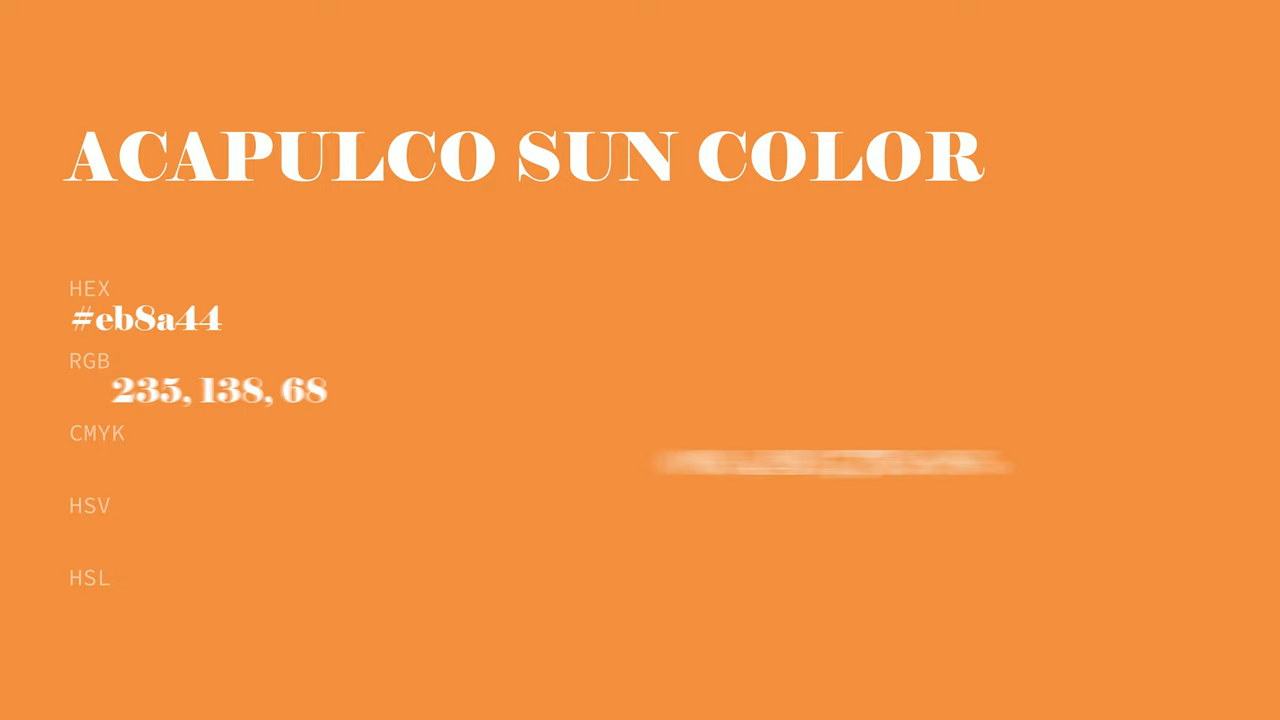 ACAPULCO SUN COLOR
HEX
#eb8a44
RGB
235, 138, 68
CMYK
HSV
HSL